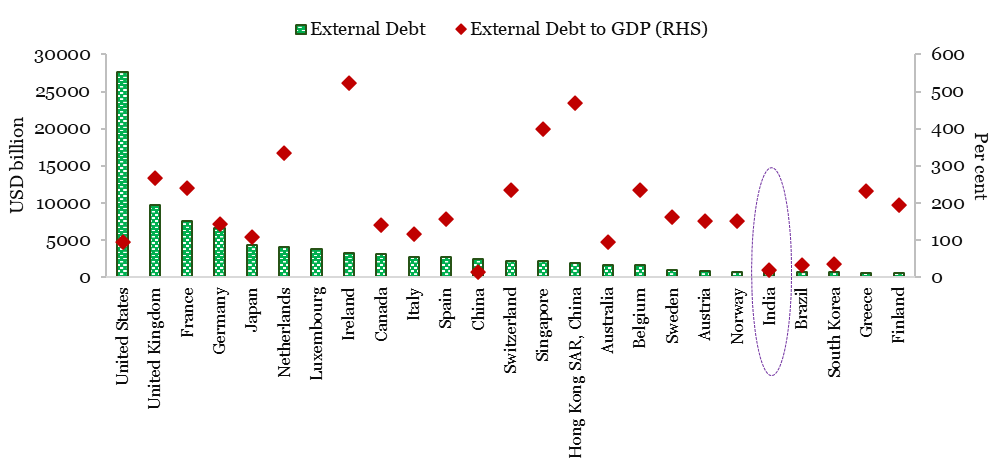 External Debt
External Debt to GDP (RHS)
30000
25000
20000
15000
10000
5000
0
USD billion
600
500
400
300
200
100
0
Per cent
United States
United Kingdom
France
Germany
Japan
Netherlands
Luxembourg
Ireland
Canada
Italy
Spain
China
Switzerland
Singapore
Hong Kong SAR, China
Australia
Belgium
Sweden
Austria
Norway
India
Brazil
South Korea
Greece
Finland